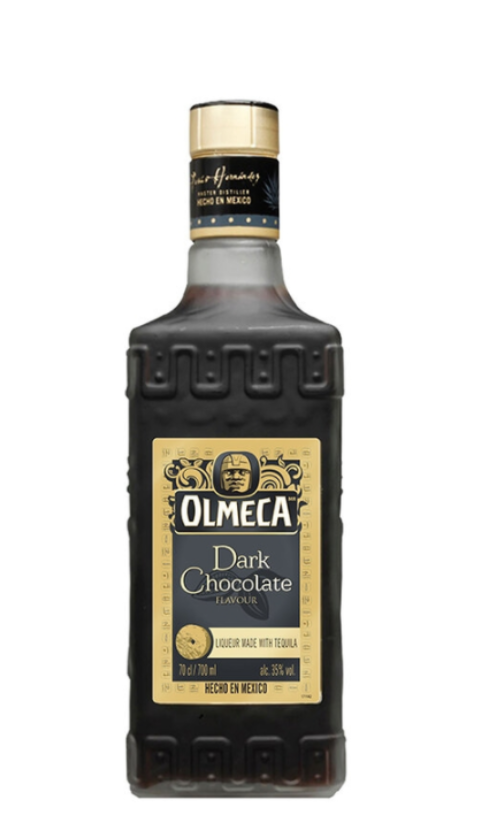 MASTER DISTILLER
HECHO EN MEXICO
OLMECA
Dark
Chocolate
FLAVOUR
LIQUEUR MADE WITH TEQUILA
70 cl / 700 ml alc. 35% vol.
HECHO EN MEXICO